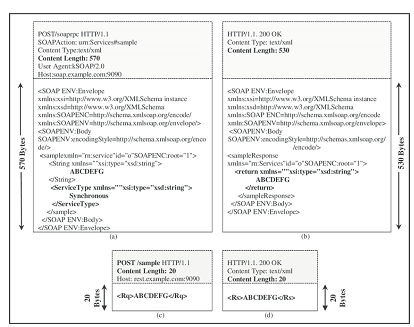 POST/soaprpc HTTP/1.1
SOAPAction: urn:Services#sample
Content Type:text/xml
Content Length: 570
User Agent:kSOAP/2.0
Host:soap.example.com:9090
<SOAP ENV:Envelope
xmlns:xsi=http://www.w3.org/XMLSchema instance
xmlns:xsd=http://www.w3.org/XMLSchema
xmlns:SOAPENC=http://schema.xmlsoap.org/encode/
xmlns:SOAPENV=http://schema.xmlsoap.org/envelope/>
<SOAPENV:Body
SOAPV:encodingStyle=http://schema.xmlsoap.org/enco
de/>
<samplexmln="m:service"id="o"SOAPENC:root="1">
<String xmlns="xsi:type="xsd:string">
ABCDEFG
</String>
<ServiceType xmlns=""xsi:type="xsd:string">
Synchronous
</ServiceType>
</sample>
</SOAP ENV:Body>
</SOAP ENV:Envelope>
570 Bytes
(a)
HTTP/1.1. 200 OK
Content Type: text/xml
Content Length: 530
<SOAP ENV:Envelope
xmlns:xsi=http://www.w3.org/XMLSchema instance
xmlns:xsid=http://www.w3.org/XMLSchema
xmlns:SOAP ENC=http://schema.xmlsoap.org/encode
xmln:SOAPENV=http://schema.xmlsoap.org/envelope>
<SOAPENV:Body
SOAPENV:encodingStyle=http://schemas.xmlsoap.org/
/encode/>
<sampleResponse
xmlns="m:Services"id="o"SOAPENC:root="1">
<return xmlns=""xsi:type="xsd:string">
ABCDEFG
</return>
</sampleResponse>
</SOAP ENV:Body>
</SOAP ENV:Envelope>
530 Bytes
(b)
POST /sample HTTP/1.1
Content Length: 20
Host: rest.example.com:9090
<Rq>ABCDEFG</Rq>
20
Bytes
(c)
HTTP/1.1. 200 OK
Content Type: text/xml
Content Length: 20
<Rs>ABCDEFG</Rs>
20
Bytes
(d)